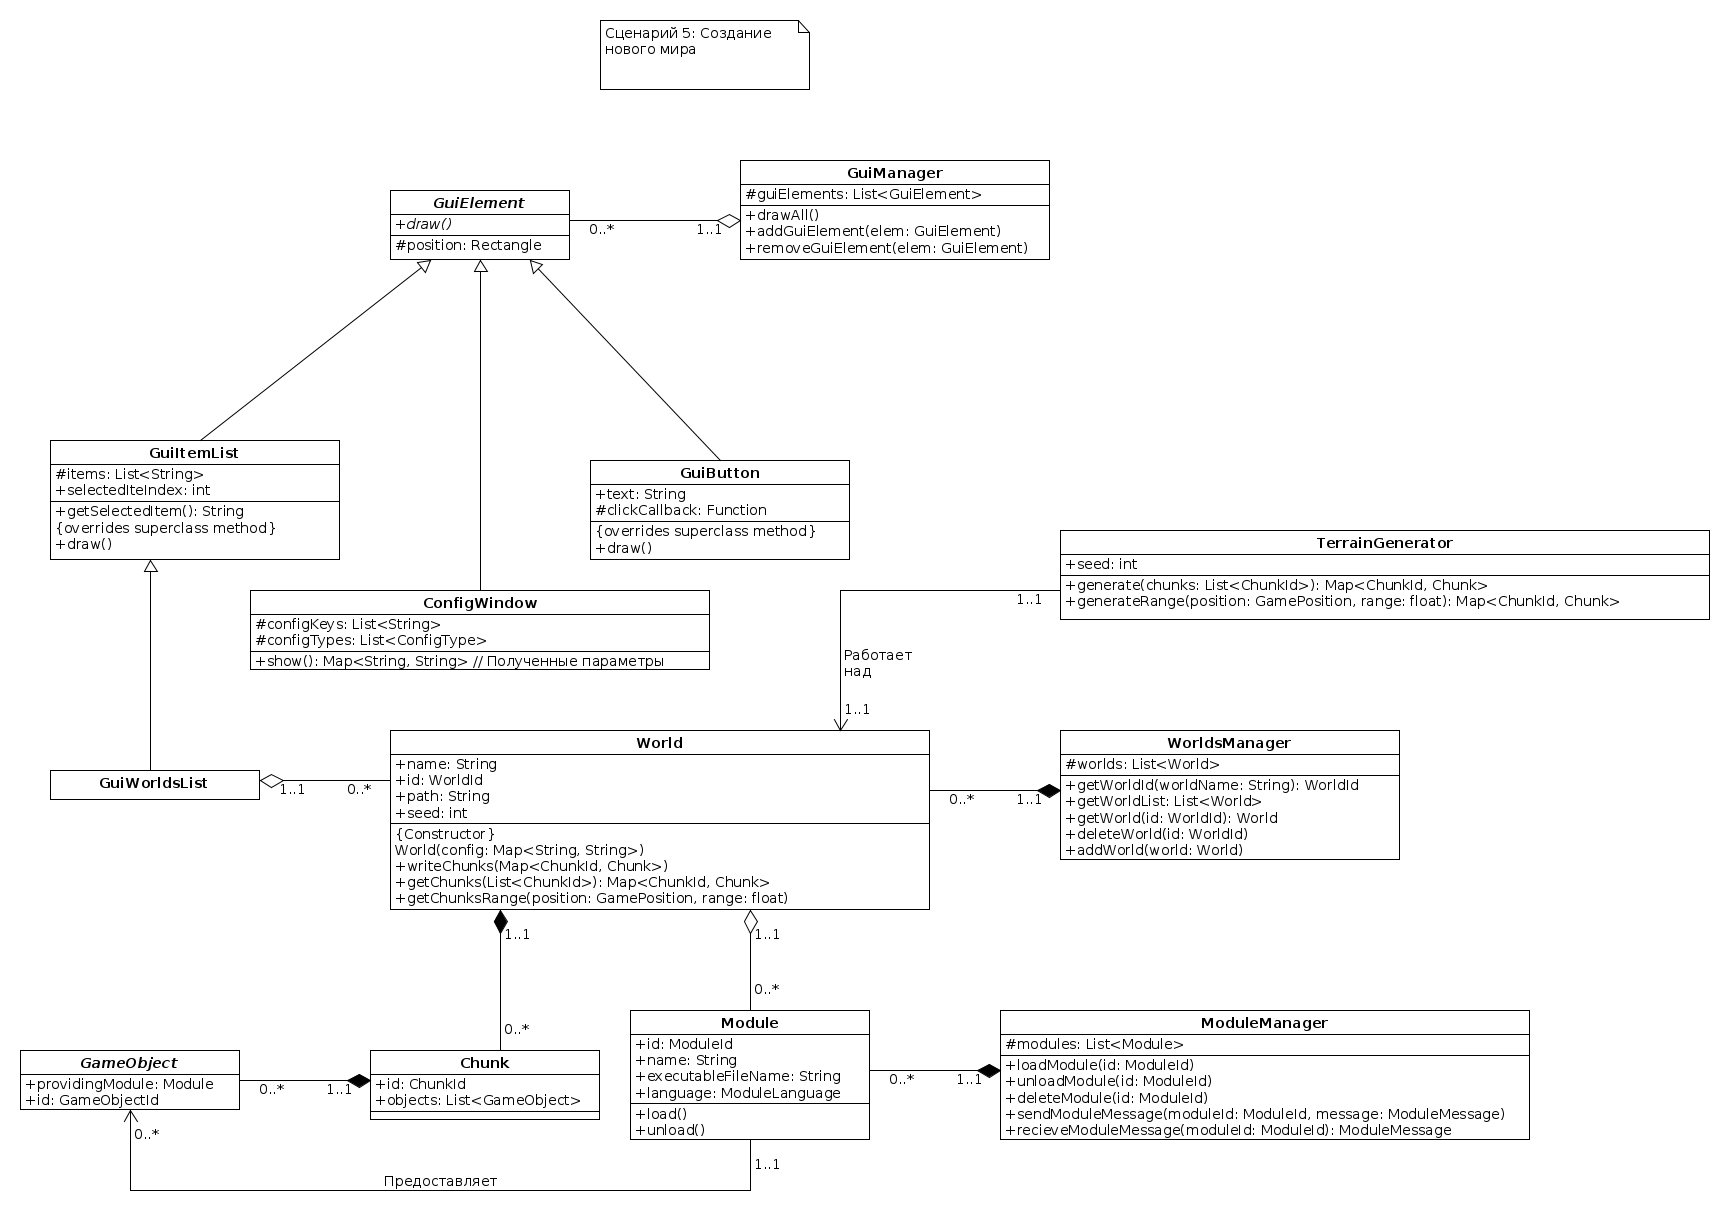 Сценарий 5: Создание
нового мира
GuiManager
#guiElements: List<GuiElement>
+drawAll()
+addGuiElement(elem: GuiElement)
+removeGuiElement(elem: GuiElement)
GuiElement
+draw()
#position: Rectangle
0..*
1..1
GuiItemList
#items: List<String>
+selectedIteIndex: int
+getSelectedItem(): String
{overrides superclass method}
+draw()
GuiButton
+text: String
#clickCallback: Function
{overrides superclass method}
+draw()
TerrainGenerator
+seed: int
+generate(chunks: List<ChunkId>): Map<ChunkId, Chunk>
+generateRange(position: GamePosition, range: float): Map<ChunkId, Chunk>
ConfigWindow
#configKeys: List<String>
#configTypes: List<ConfigType>
+show(): Map<String, String> // Полученные параметры
1..1
Работает
над
1..1
World
+name: String
+id: WorldId
+path: String
+seed: int
{Constructor}
World(config: Map<String, String>)
+writeChunks(Map<ChunkId, Chunk>)
+getChunks(List<ChunkId>): Map<ChunkId, Chunk>
+getChunksRange(position: GamePosition, range: float)
WorldsManager
#worlds: List<World>
+getWorldId(worldName: String): WorldId
+getWorldList: List<World>
+getWorld(id: WorldId): World
+deleteWorld(id: WorldId)
+addWorld(world: World)
GuiWorldsList
1..1
0..*
0..*
1..1
1..1
0..*
1..1
0..*
GameObject
+providingModule: Module
+id: GameObjectId
0..*
1..1
Chunk
+id: ChunkId
+objects: List<GameObject>
Module
+id: ModuleId
+name: String
+executableFileName: String
+language: ModuleLanguage
+load()
+unload()
0..*
1..1
ModuleManager
#modules: List<Module>
+loadModule(id: ModuleId)
+unloadModule(id: ModuleId)
+deleteModule(id: ModuleId)
+sendModuleMessage(moduleId: ModuleId, message: ModuleMessage)
+recieveModuleMessage(moduleId: ModuleId): ModuleMessage
0..*
1..1
Предоставляет